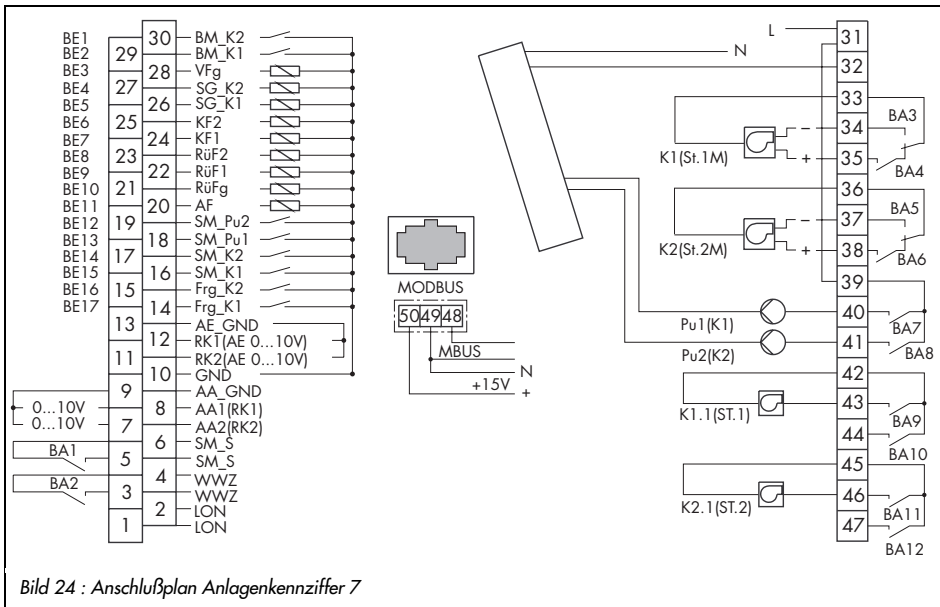 BE1 30 BM_K2
BE2 29 BM_K1
BE3 28 VFg
BE4 27 SG_K2
BE5 26 SG_K1
BE6 25 KF2
BE7 24 KF1
BE8 23 RüF2
BE9 22 RüF1
BE10 21 RüFg
BE11 20 AF
BE12 19 SM_Pu2
BE13 18 SM_Pu1
BE14 17 SM_K2
BE15 16 SM_K1
BE16 15 Frg_K2
BE17 14 Frg_K1
13 AE_GND
12 RK1(AE 0...10V)
11 RK2(AE 0...10V)
10 GND
9 AA_GND
0...10V 8 AA1(RK1)
0...10V 7 AA2(RK2)
6 SM_S
BA1 5 SM_S
4 WWZ
BA2 3 WWZ
2 LON
1 LON
MODBUS
50 49 48
MBUS
N
+15V +
L 31
N
32
33
BA3
- 34
K1(St.1M) + 35
BA4
36
BA5
- 37
K2(St.2M) + 38
BA6
39
40
Pu1(K1) BA7
41
Pu2(K2) BA8
42
K1.1(ST.1) 43
BA9
44
BA10
45
K2.1(ST.2) 46
BA11
47
BA12
Bild 24 : Anschlußplan Anlagenkennziffer 7